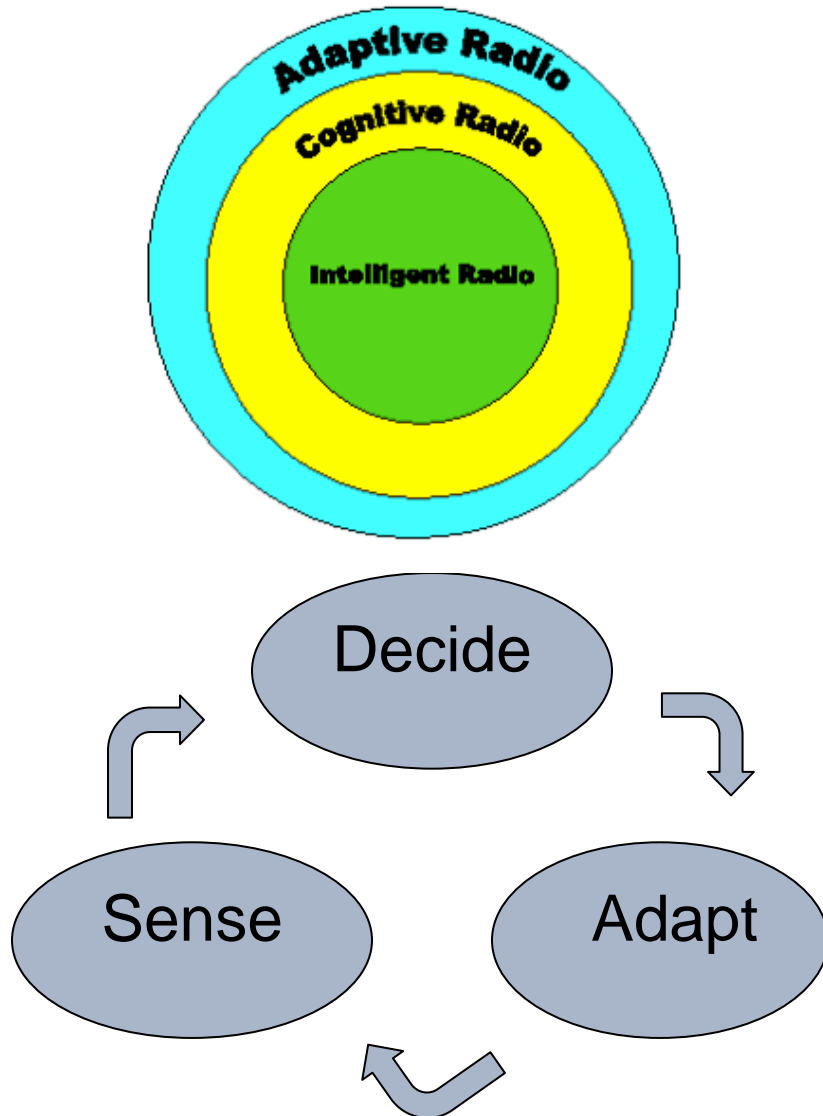 Adaptive Radio
Cognitive Radio
Intelligent Radio
Decide
Sense
Adapt